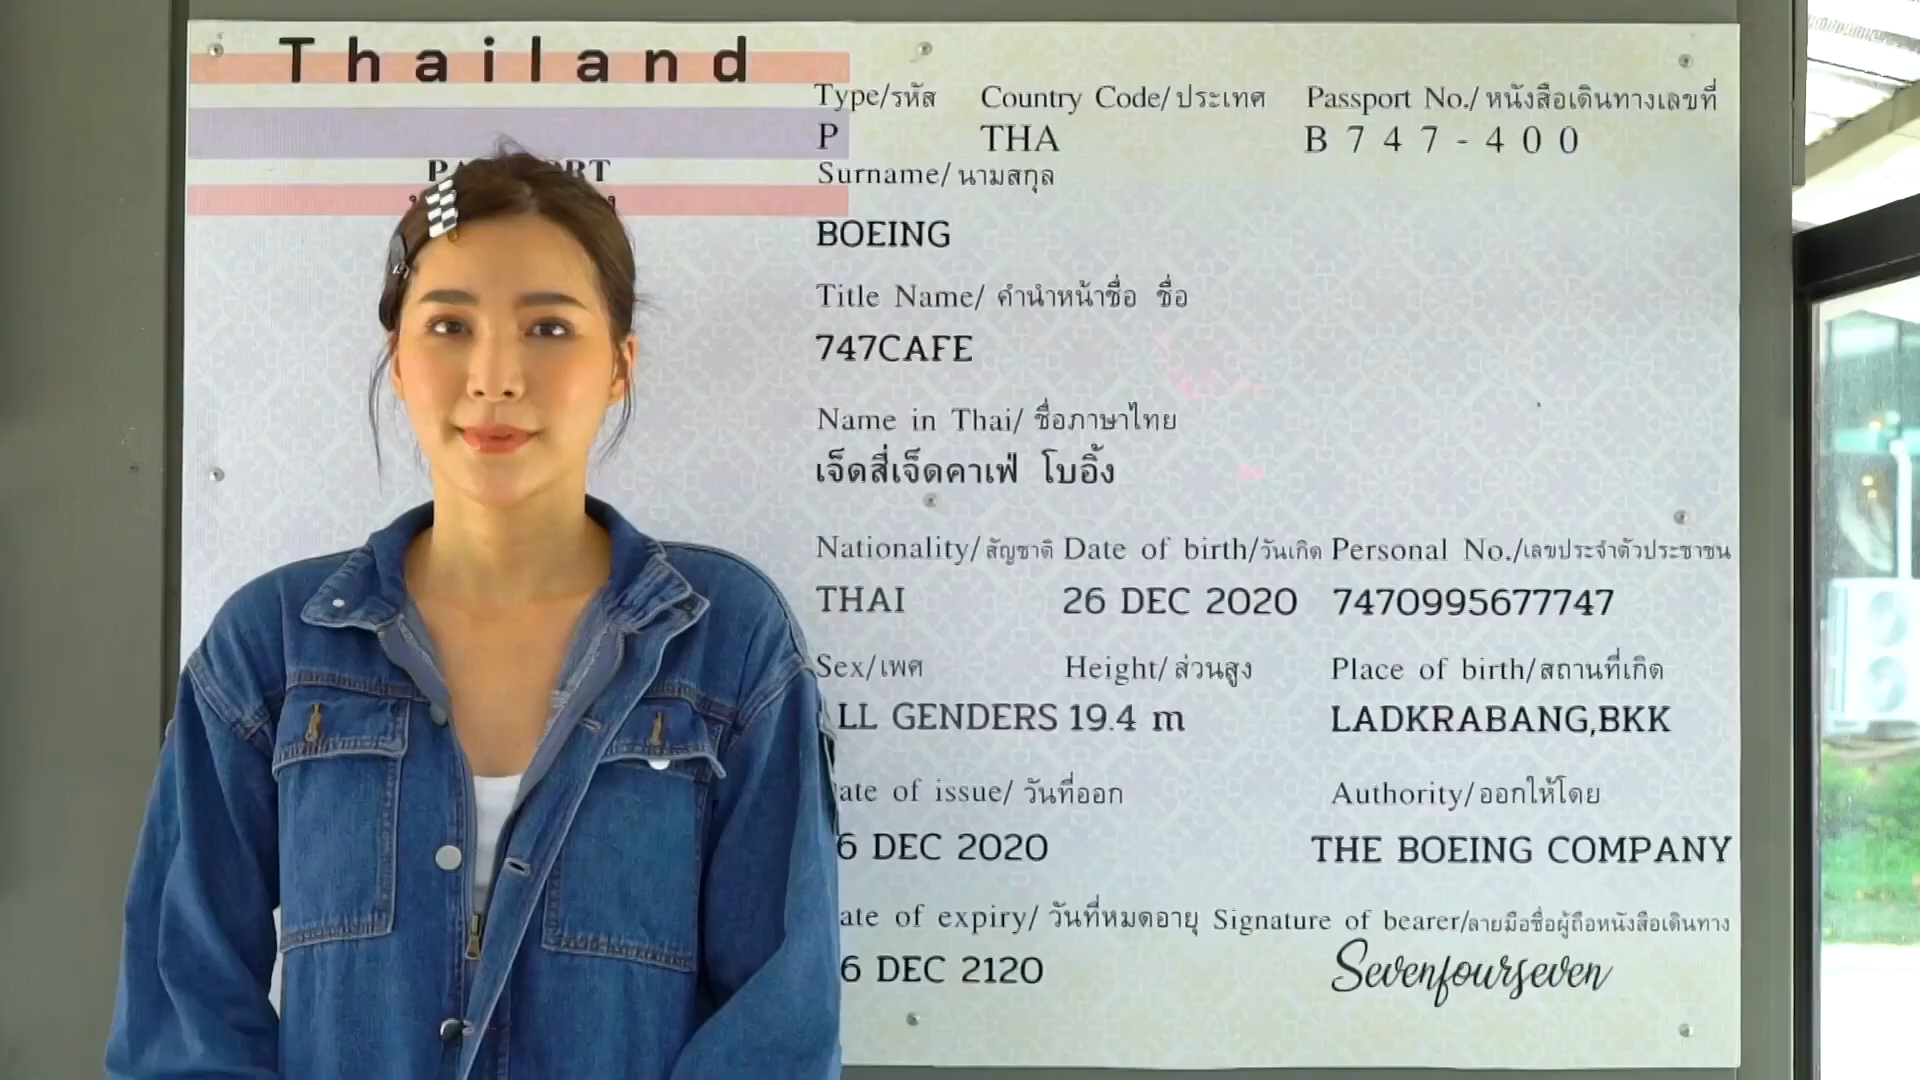 Thailand
Type/รหัส Country Code/ประเทศ Passport No./หนังสือเดินทางเลขที่
P THA B747-400
Surname/นามสกุล
BOEING
Title Name/ คำนำหน้าชื่อ ชื่อ
747CAFE
Name in Thai/ ชื่อภาษาไทย
เจ็ดสี่เจ็ดคาเฟ่ โบอิ้ง
Nationality/สัญชาติ Date of birth/วันเกิด Personal No./เลขประจำตัวประชาชน
THAI 26 DEC 2020 7470995677747
Sex/เพศ Height/ส่วนสูง Place of birth/สถานที่เกิด
LL GENDERS 19.4 m LADKRABANG,BKK
ate of issue/ วันที่ออก Authority/ออกให้โดย
6 DEC 2020 THE BOEING COMPANY
ate of expiry/ วันที่หมดอายุ Signature of bearer/ลายมือชื่อผู้ถือหนังสือเดินทาง
6 DEC 2120 Sevenfourseven